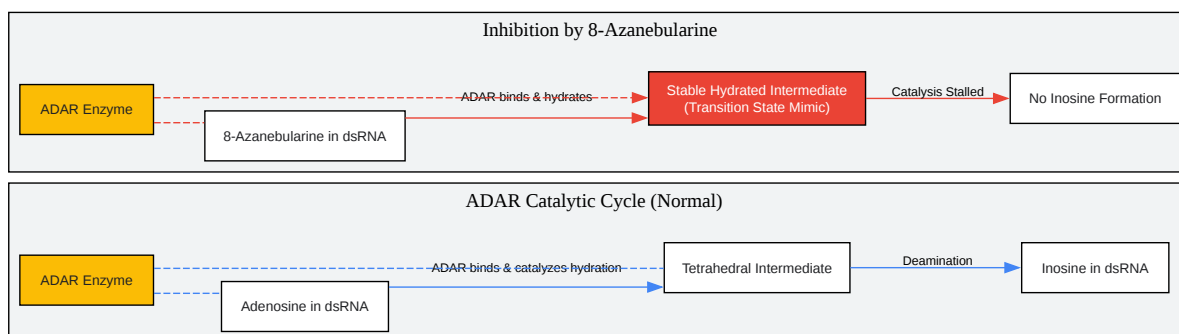 Inhibition by 8-Azanebularine
ADAR Enzyme
ADAR binds & hydrates
8-Azanebularine in dsRNA
Stable Hydrated Intermediate
(Transition State Mimic)
Catalysis Stalled
No Inosine Formation
ADAR Catalytic Cycle (Normal)
ADAR Enzyme
ADAR binds & catalyzes hydration
Adenosine in dsRNA
Tetrahedral Intermediate
Deamination
Inosine in dsRNA